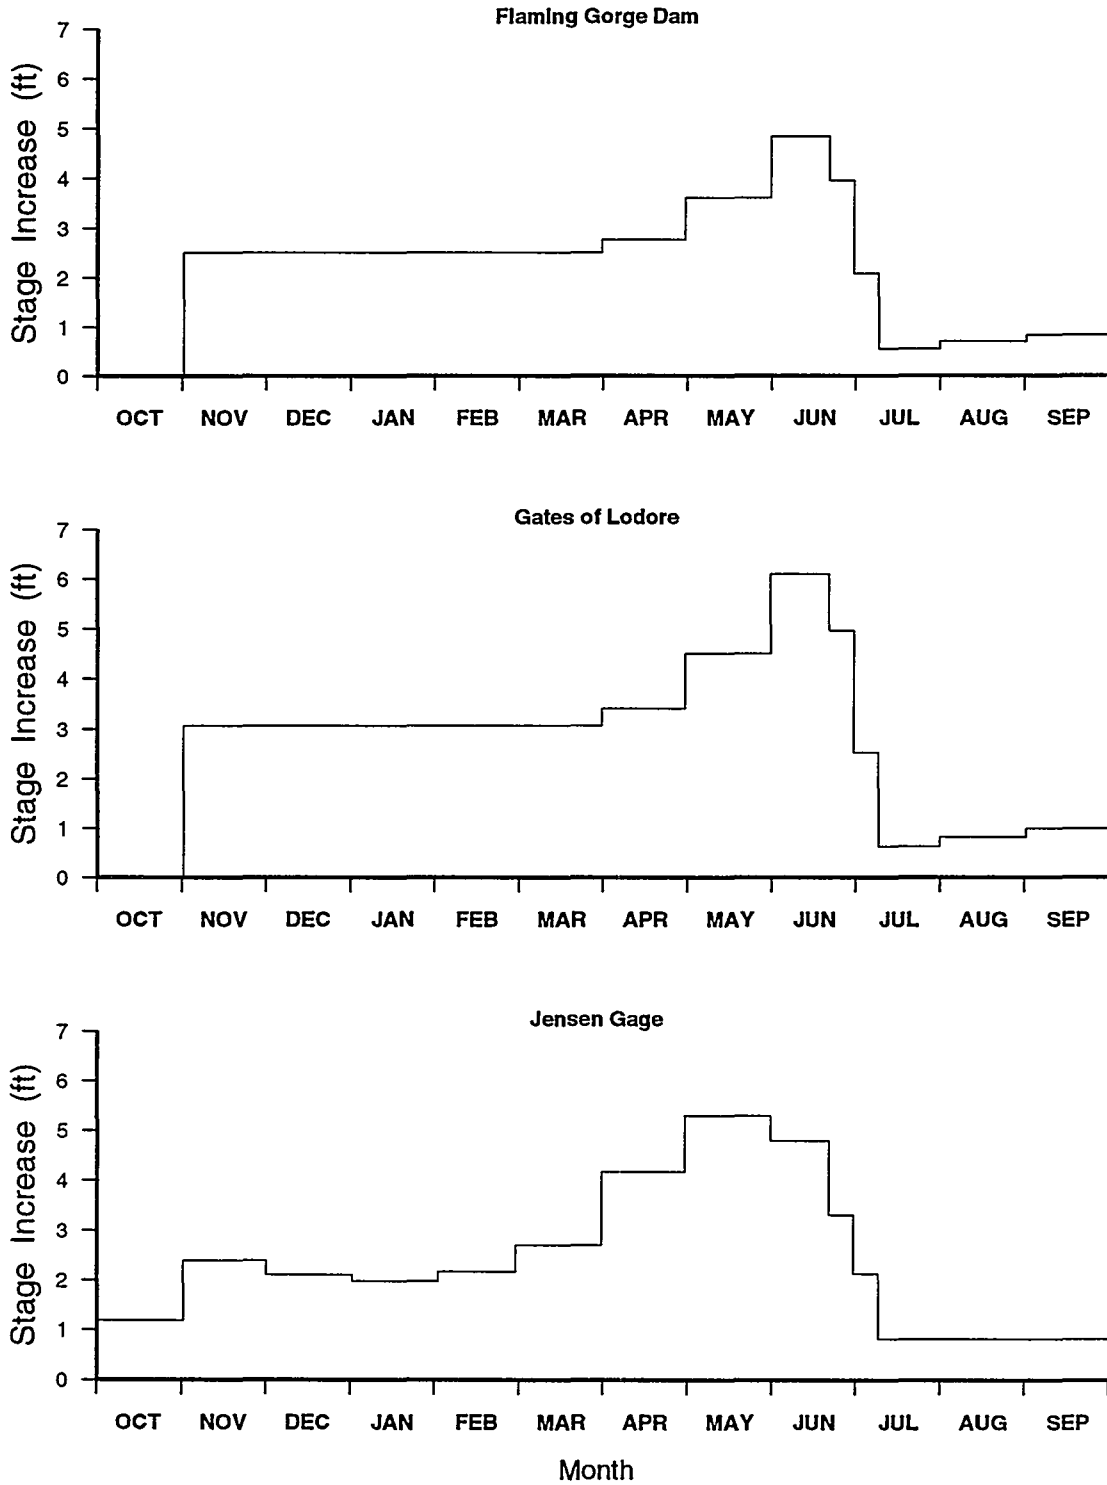 Flaming Gorge Dam
Stage Increase (ft)
7
6
5
4
3
2
1
0
OCT NOV DEC JAN FEB MAR APR MAY JUN JUL AUG SEP
Gates of Lodore
Stage Increase (ft)
7
6
5
4
3
2
1
0
OCT NOV DEC JAN FEB MAR APR MAY JUN JUL AUG SEP
Jensen Gage
Stage Increase (ft)
7
6
5
4
3
2
1
0
OCT NOV DEC JAN FEB MAR APR MAY JUN JUL AUG SEP
Month